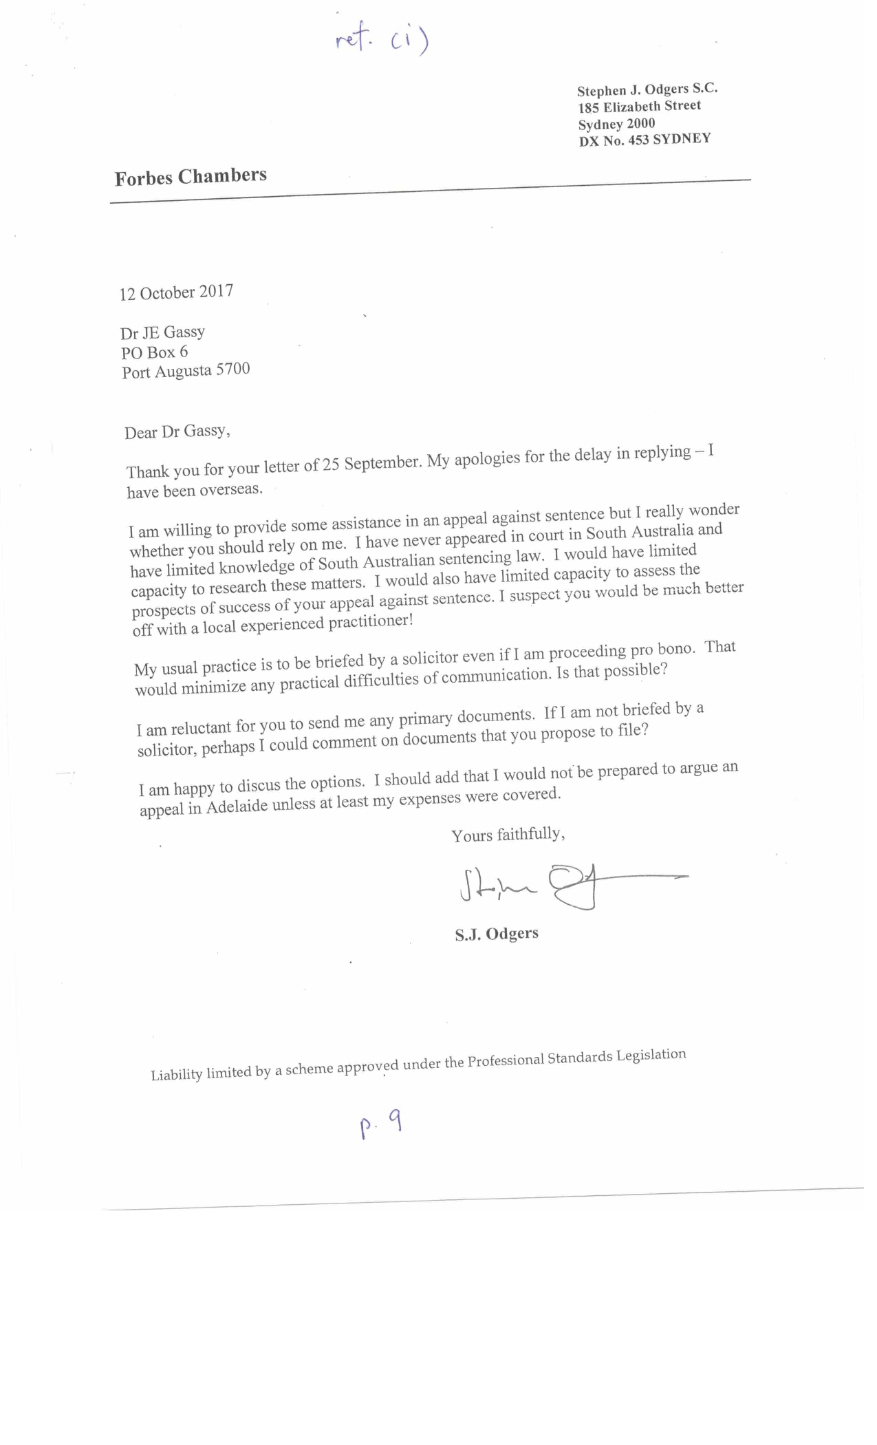 ref. (i)
Stephen J. Odgers S.C.
185 Elizabeth Street
Sydney 2000
DX No. 453 SYDNEY
Forbes Chambers
12 October 2017
Dr JE Gassy
PO Box 6
Port Augusta 5700
Dear Dr Gassy,
Thank you for your letter of 25 September. My apologies for the delay in replying – I
have been overseas.
I am willing to provide some assistance in an appeal against sentence but I really wonder
whether you should rely on me.  I have never appeared in court in South Australia and
have limited knowledge of South Australian sentencing law.  I would have limited
capacity to research these matters.  I would also have limited capacity to assess the
prospects of success of your appeal against sentence. I suspect you would be much better
off with a local experienced practitioner!
My usual practice is to be briefed by a solicitor even if I am proceeding pro bono.  That
would minimize any practical difficulties of communication. Is that possible?
I am reluctant for you to send me any primary documents.  If I am not briefed by a
solicitor, perhaps I could comment on documents that you propose to file?
I am happy to discus the options.  I should add that I would not be prepared to argue an
appeal in Adelaide unless at least my expenses were covered.
Yours faithfully,
S.J. Odgers
Liability limited by a scheme approved under the Professional Standards Legislation
p. 9